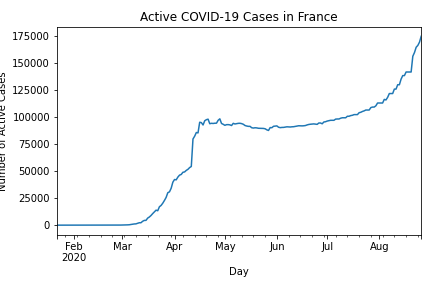 Active COVID-19 Cases in France
Number of Active Cases
175000
150000
125000
100000
75000
50000
25000
0
Feb
2020
Mar
Apr
May
Jun
Jul
Aug
Day